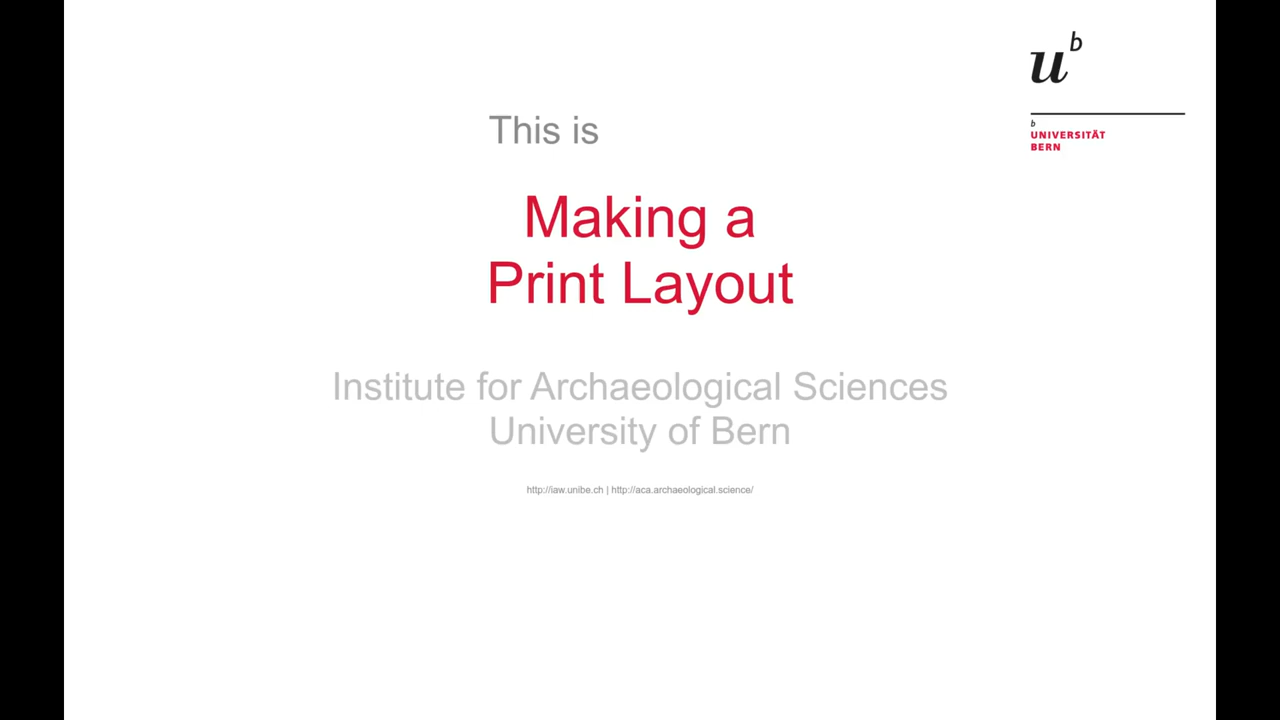 u^b
b
UNIVERSITÄT
BERN
This is
Making a
Print Layout
Institute for Archaeological Sciences
University of Bern
http://iaw.unibe.ch | http://aca.archaeological.science/